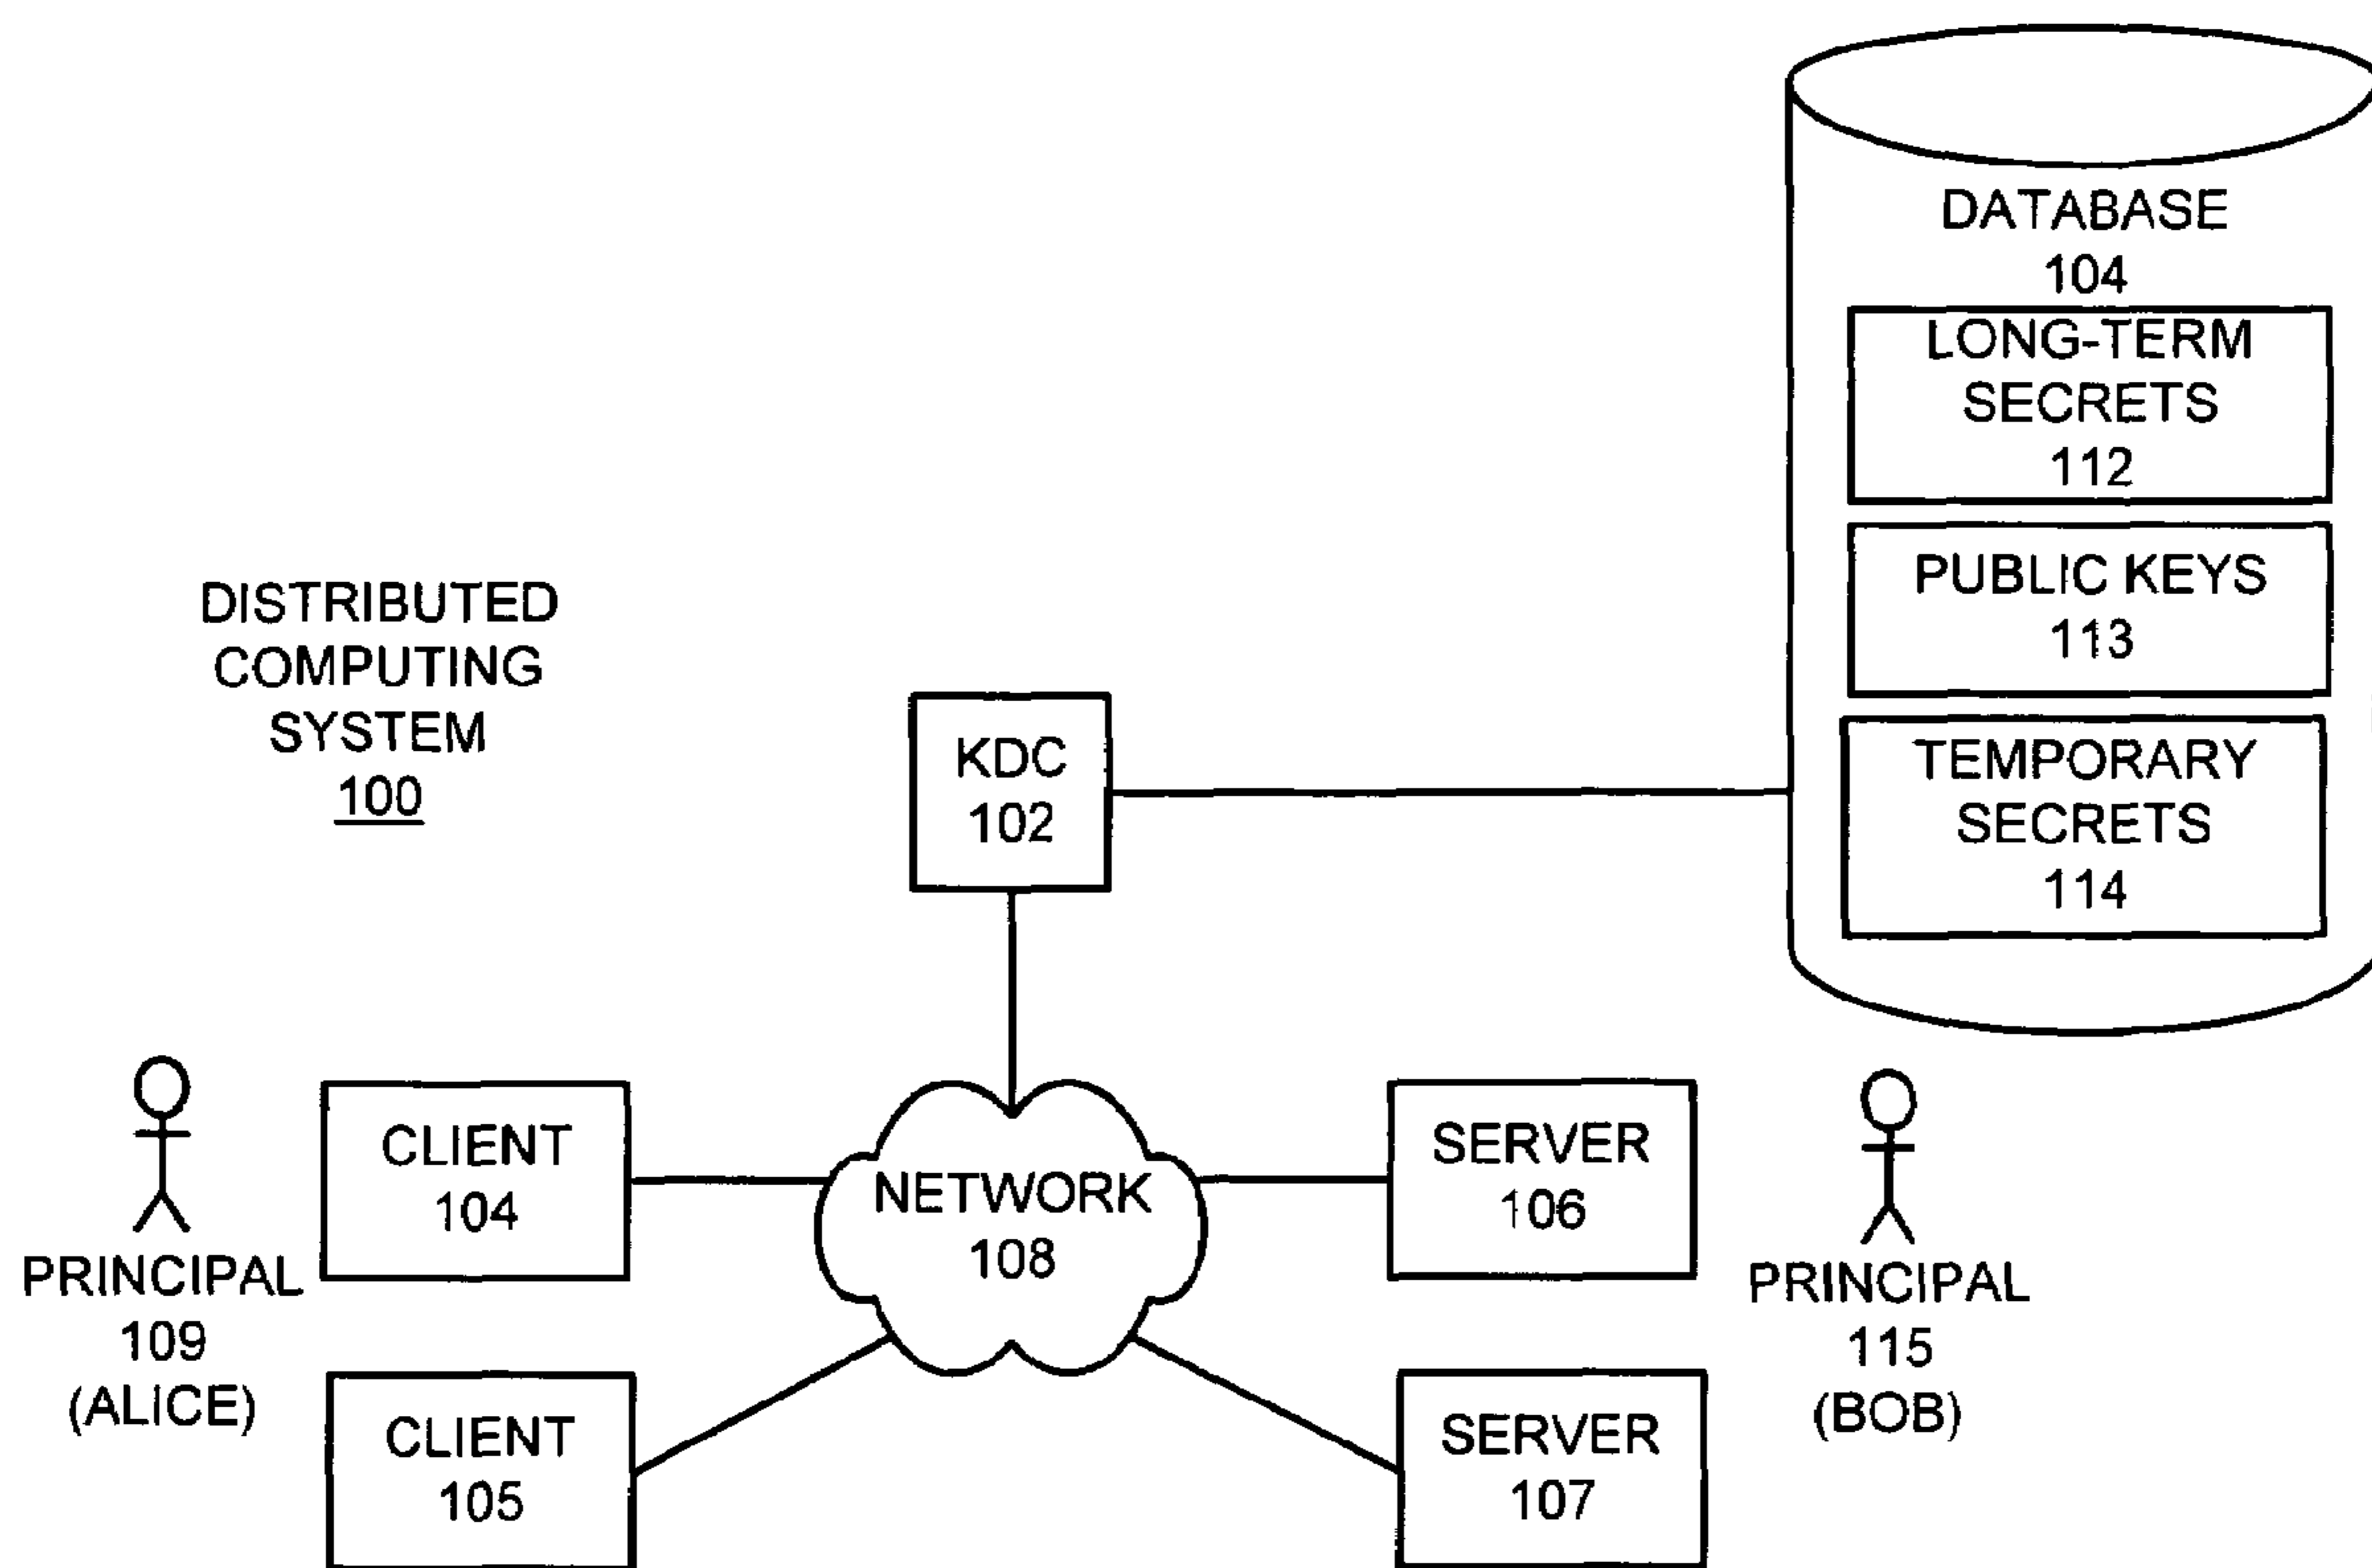 DATABASE
104
LONG-TERM
SECRETS
112
PUBLIC KEYS
113
TEMPORARY
SECRETS
114
DISTRIBUTED
COMPUTING
SYSTEM
100
KDC
102
CLIENT
104
NETWORK
108
SERVER
106
PRINCIPAL
109
(ALICE)
PRINCIPAL
115
(BOB)
CLIENT
105
SERVER
107